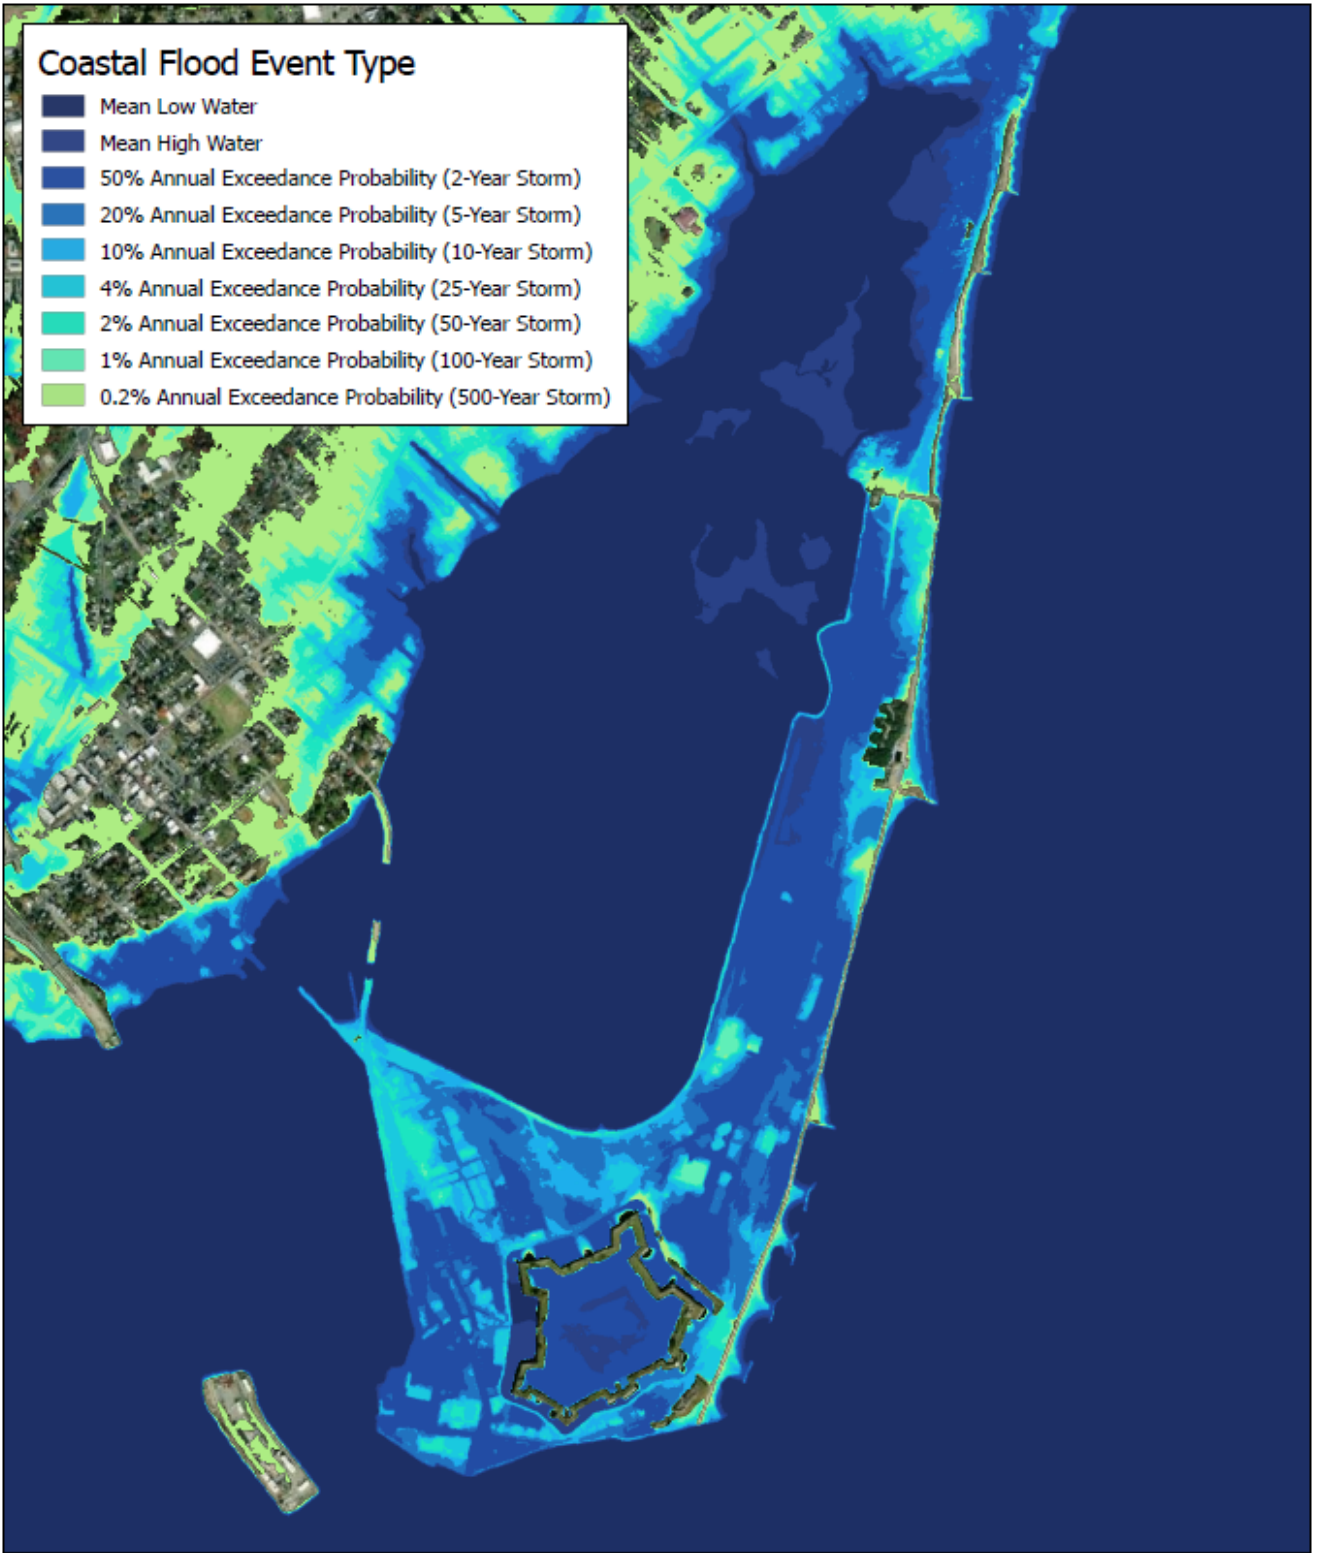 Coastal Flood Event Type
Mean Low Water
Mean High Water
50% Annual Exceedance Probability (2-Year Storm)
20% Annual Exceedance Probability (5-Year Storm)
10% Annual Exceedance Probability (10-Year Storm)
4% Annual Exceedance Probability (25-Year Storm)
2% Annual Exceedance Probability (50-Year Storm)
1% Annual Exceedance Probability (100-Year Storm)
0.2% Annual Exceedance Probability (500-Year Storm)